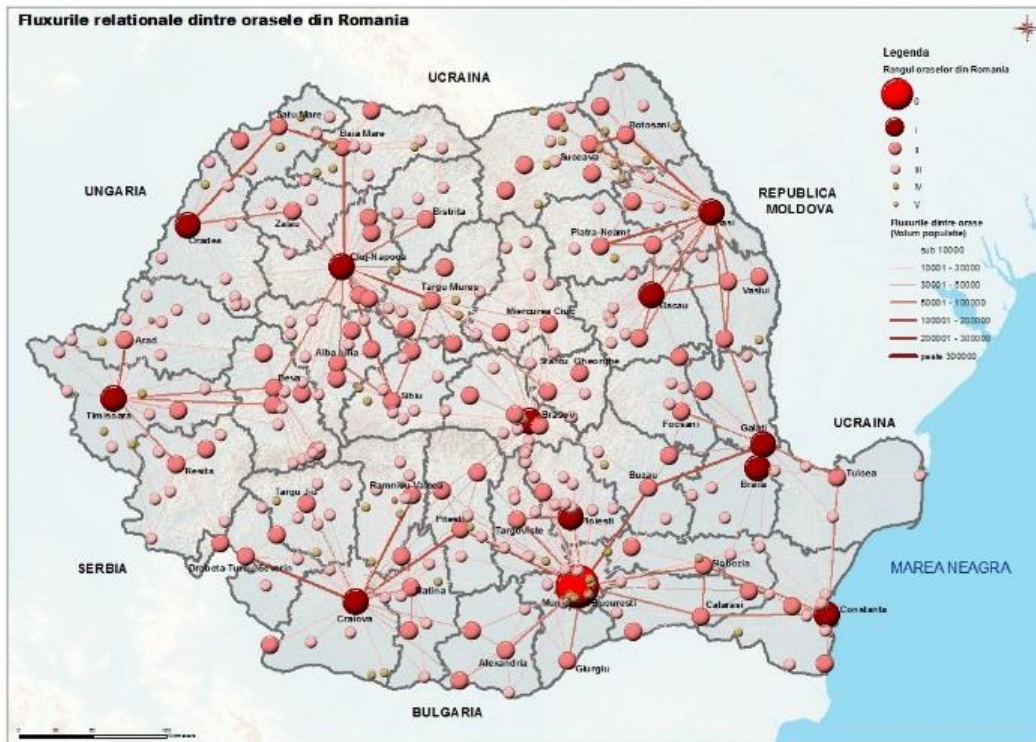 Fluxurile relationale dintre orasele din Romania
Legenda
Rangul oraselor din Romania
0
I
II
III
IV
V
Fluxurile dintre orase
(Volum populatie)
sub 10000
10001 - 30000
30001 - 50000
50001 - 100000
100001 - 200000
200001 - 300000
peste 300000
UCRAINA
UNGARIA
REPUBLICA
MOLDOVA
UCRAINA
SERBIA
BULGARIA
MAREA NEAGRA
Satu Mare
Baia Mare
Botosani
Suceava
Oradea
Zalau
Bistrita
Iasi
Piatra-Neamt
Cluj-Napoca
Targu Mures
Bacau
Vaslui
Miercurea Ciuc
Arad
Alba Iulia
Sfantu Gheorghe
Deva
Timisoara
Sibiu
Brasov
Focsani
Galati
Resita
Braila
Tulcea
Buzau
Ramnicu-Valcea
Targu Jiu
Pitesti
Targoviste
Ploiesti
Drobeta-Turnu Severin
Slobozia
Slatina
Municipiul Bucuresti
Craiova
Calarasi
Constanta
Alexandria
Giurgiu